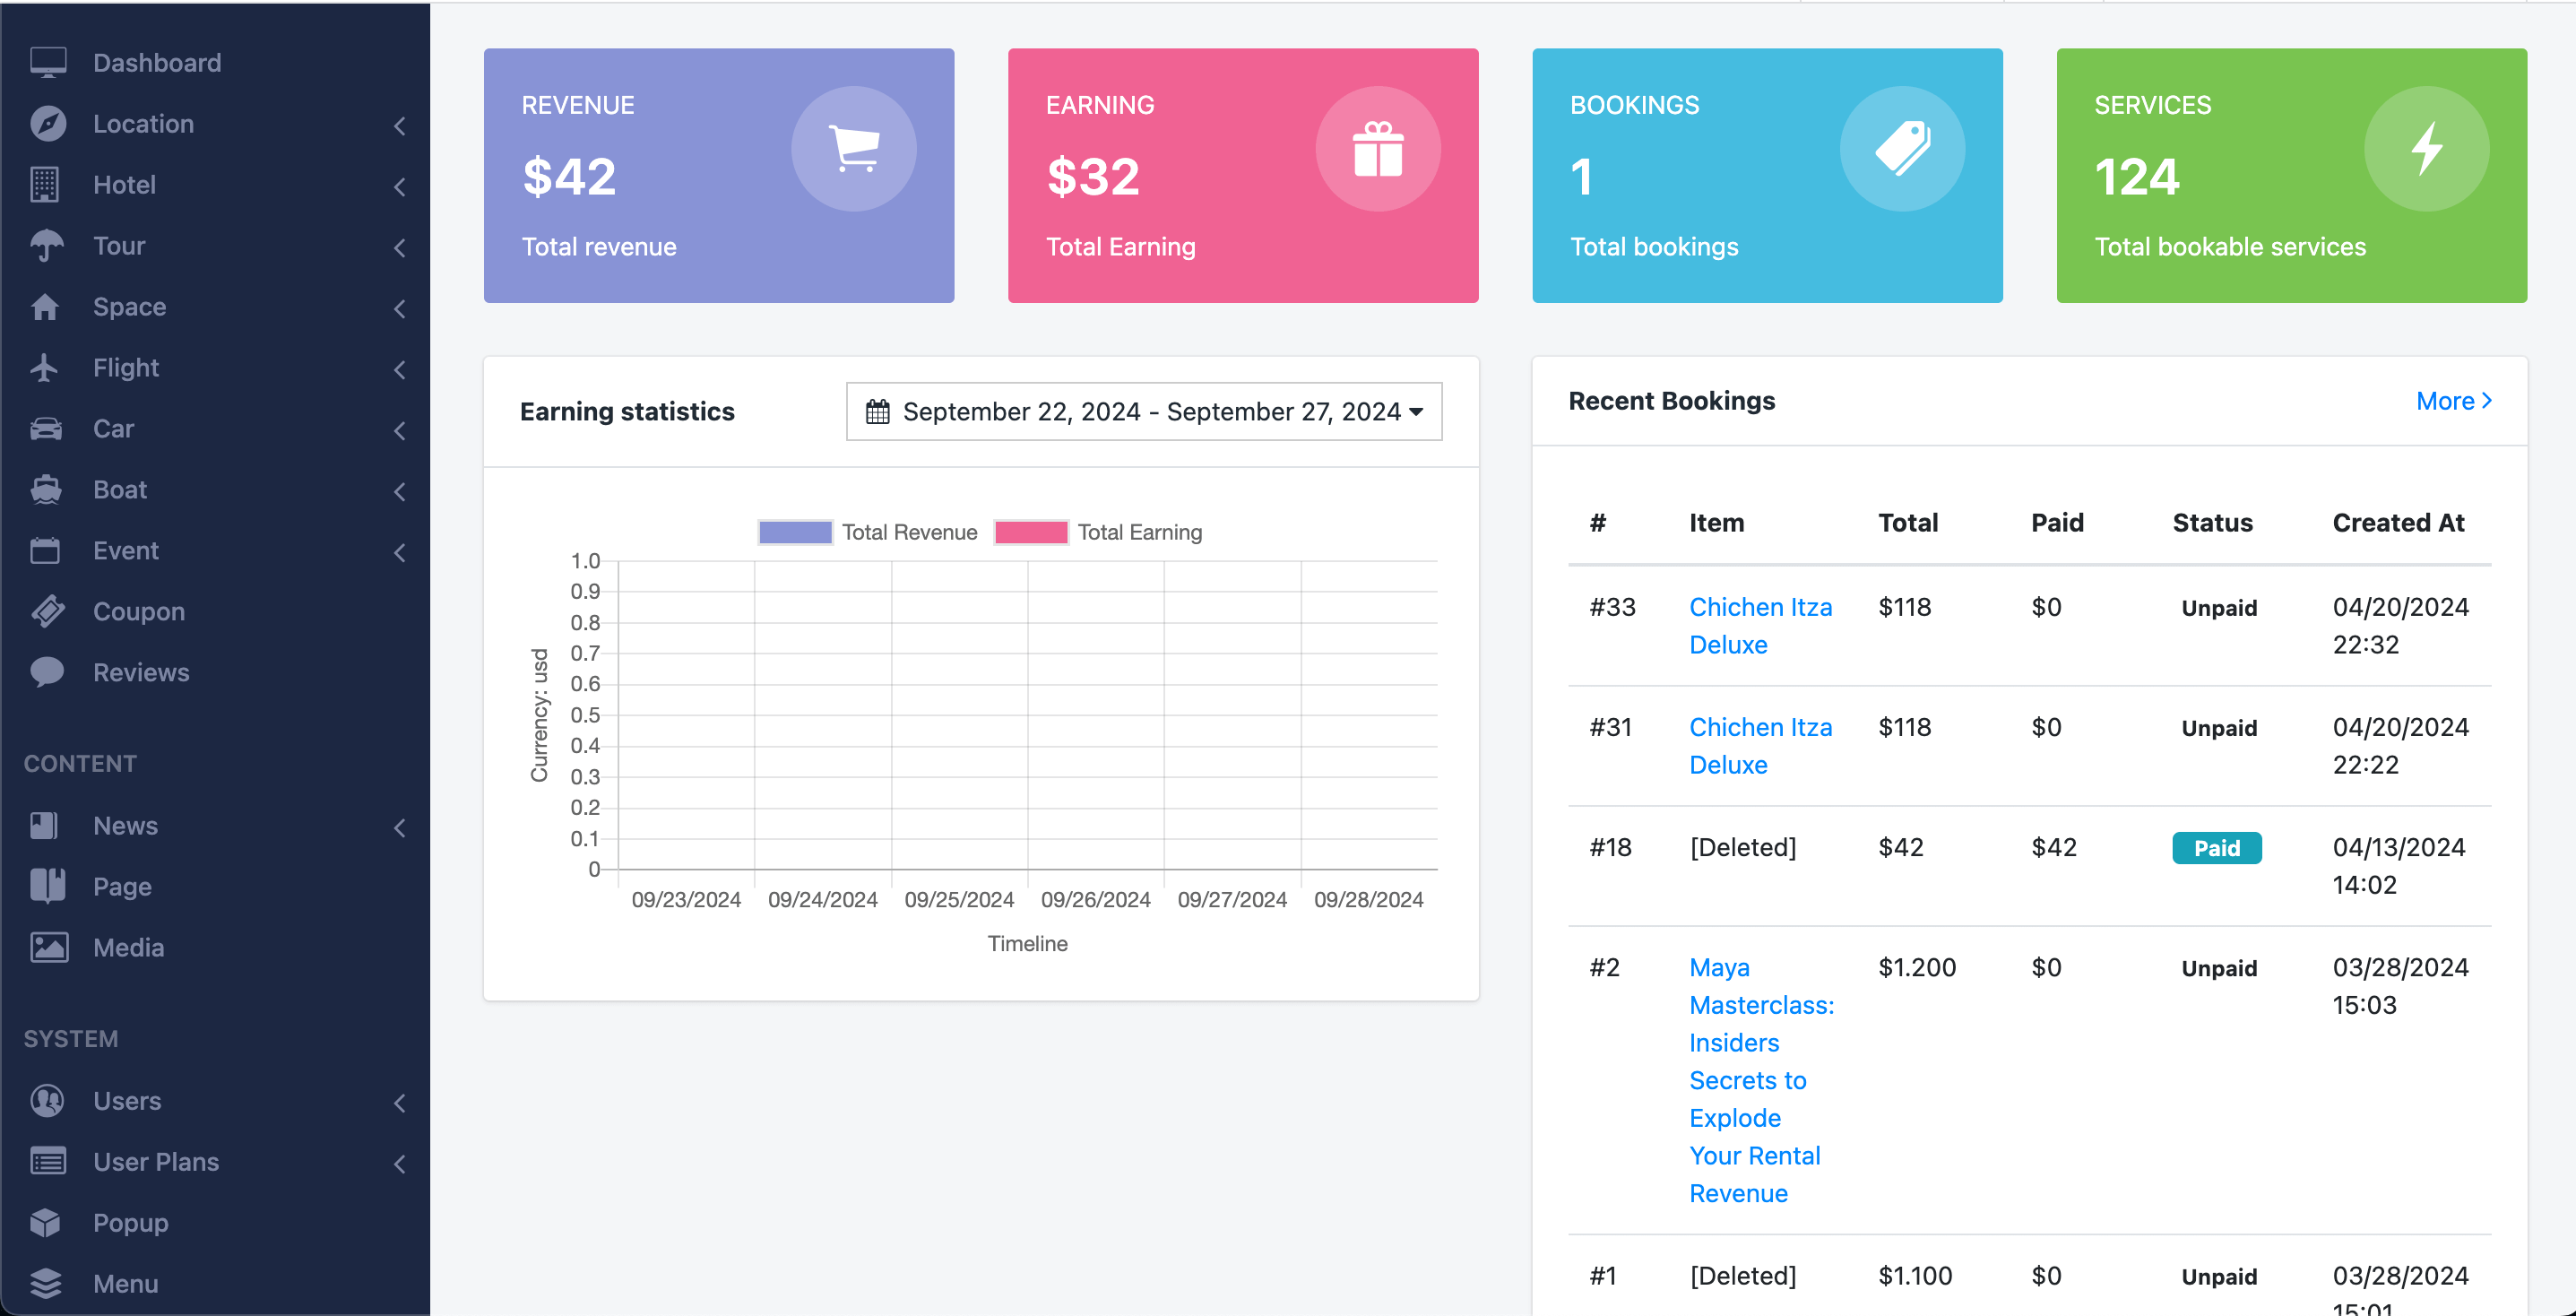 Dashboard
Location
Hotel
Tour
Space
Flight
Car
Boat
Event
Coupon
Reviews
CONTENT
News
Page
Media
SYSTEM
Users
User Plans
Popup
Menu
REVENUE
$42
Total revenue
EARNING
$32
Total Earning
BOOKINGS
1
Total bookings
SERVICES
124
Total bookable services
Earning statistics
September 22, 2024 - September 27, 2024
Total Revenue Total Earning
1.0
0.9
0.8
0.7
0.6
0.5
0.4
0.3
0.2
0.1
0
Currency: usd
09/23/2024 09/24/2024 09/25/2024 09/26/2024 09/27/2024 09/28/2024
Timeline
Recent Bookings More
# Item Total Paid Status Created At
#33 Chichen Itza $118 $0 Unpaid 04/20/2024
Deluxe 22:32
#31 Chichen Itza $118 $0 Unpaid 04/20/2024
Deluxe 22:22
#18 [Deleted] $42 $42 Paid 04/13/2024
14:02
#2 Maya $1.200 $0 Unpaid 03/28/2024
Masterclass: 15:03
Insiders
Secrets to
Explode
Your Rental
Revenue
#1 [Deleted] $1.100 $0 Unpaid 03/28/2024
15:01